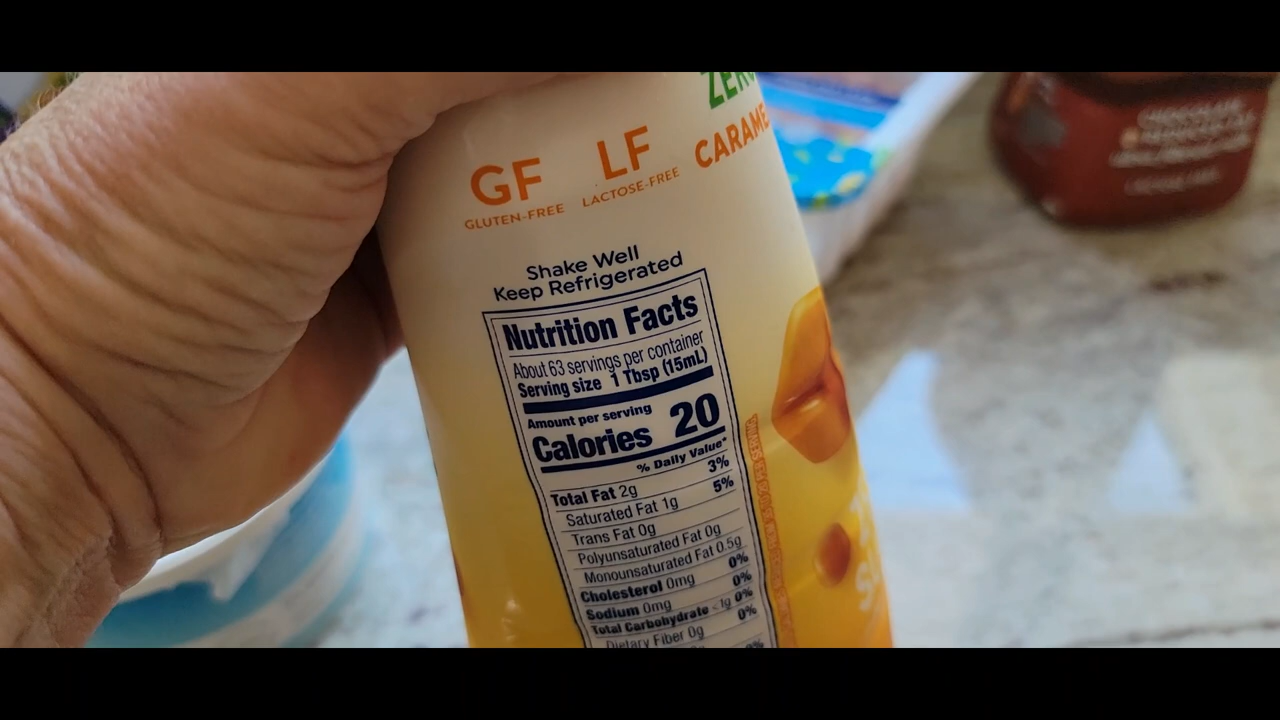 ZERO
CARAME
GF
GLUTEN-FREE
LF
LACTOSE-FREE
Shake Well
Keep Refrigerated
Nutrition Facts
About 63 servings per container
Serving size 1 Tbsp (15mL)
Amount per serving
Calories 20
% Daily Value*
Total Fat 2g 3%
Saturated Fat 1g 5%
Trans Fat 0g
Polyunsaturated Fat 0g
Monounsaturated Fat 0.5g
Cholesterol 0mg 0%
Sodium 0mg 0%
Total Carbohydrate <1g 0%
Dietary Fiber 0g 0%
CHOCOLATE